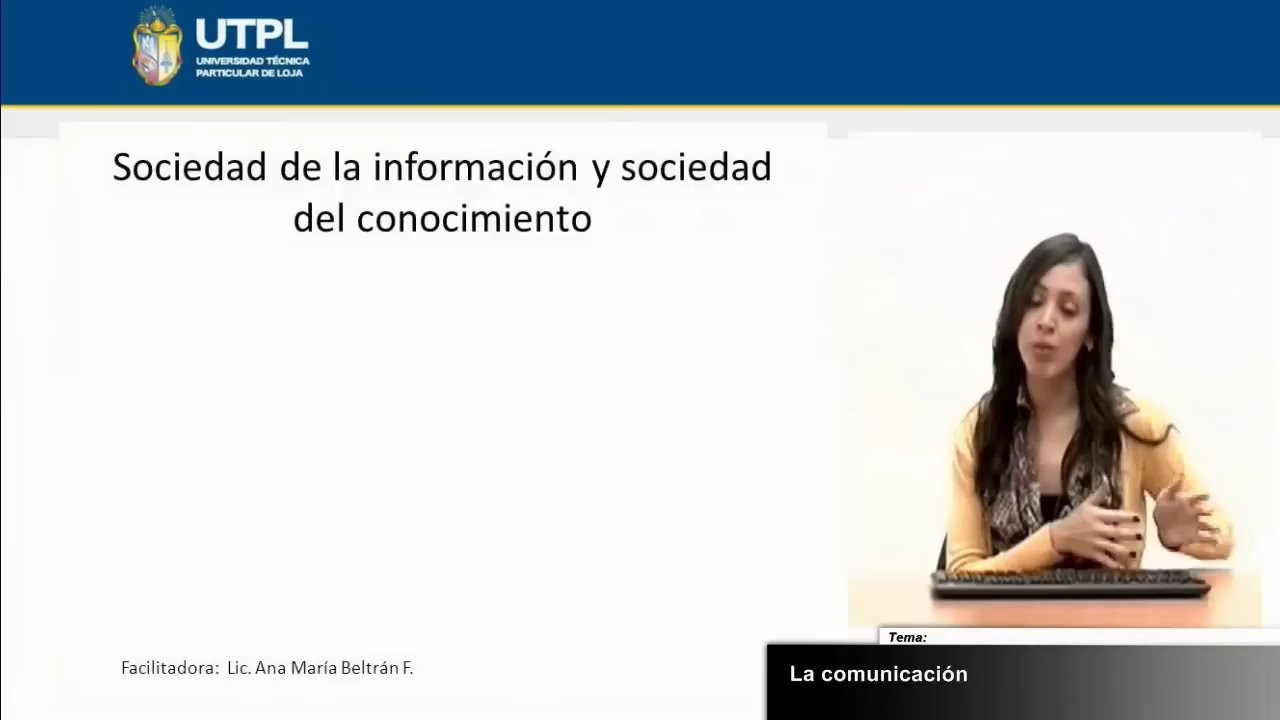 UTPL
UNIVERSIDAD TÉCNICA
PARTICULAR DE LOJA
Sociedad de la información y sociedad
del conocimiento
Facilitadora: Lic. Ana María Beltrán F.
Tema:
La comunicación